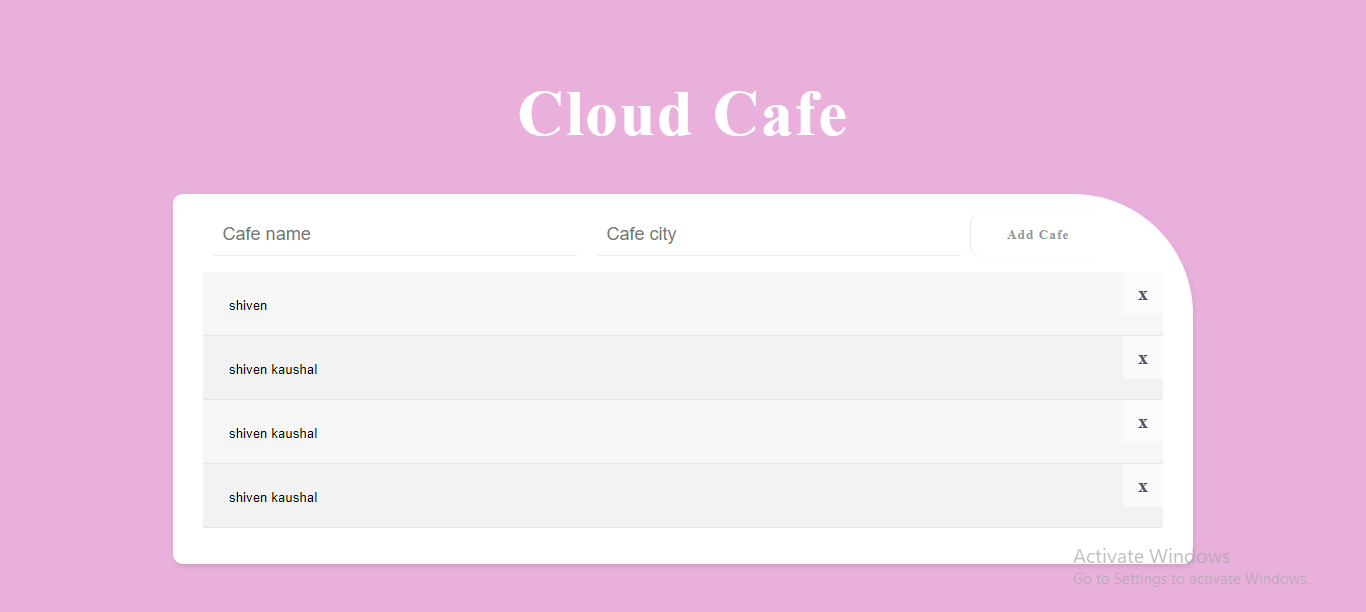 Cloud Cafe
Cafe name Cafe city Add Cafe
shiven x
shiven kaushal x
shiven kaushal x
shiven kaushal x
Activate Windows
Go to Settings to activate Windows.